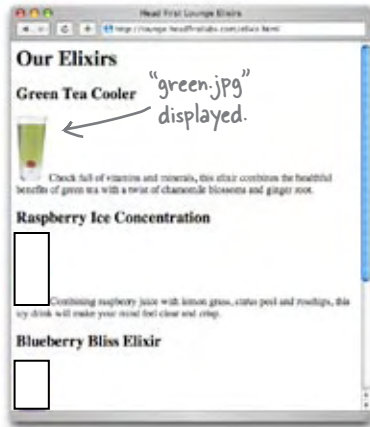 Head First Lounge Elixirs
http://lounge.headfirstlabs.com/elixir.html
Our Elixirs
Green Tea Cooler
"green.jpg"
displayed.
Chock full of vitamins and minerals, this elixir combines the healthful
benefits of green tea with a twist of chamomile blossoms and ginger root.
Raspberry Ice Concentration
Combining raspberry juice with lemon grass, citrus peel and rosehips, this
icy drink will make your mind feel clear and crisp.
Blueberry Bliss Elixir